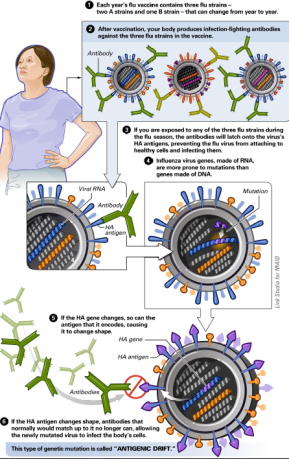 1 Each year's flu vaccine contains three flu strains –
two A strains and one B strain – that can change from year to year.
2 After vaccination, your body produces infection-fighting antibodies
against the three flu strains in the vaccine.
Antibody
3 If you are exposed to any of the three flu strains during
the flu season, the antibodies will latch onto the virus's
HA antigens, preventing the flu virus from attaching to
healthy cells and infecting them.
4 Influenza virus genes, made of RNA,
are more prone to mutations than
genes made of DNA.
Viral RNA
Antibody
HA
antigen
Mutation
Link Studio for NIAID
5 If the HA gene changes, so can the
antigen that it encodes, causing
it to change shape.
HA gene
HA antigen
Antibodies
6 If the HA antigen changes shape, antibodies that
normally would match up to it no longer can, allowing
the newly mutated virus to infect the body's cells.
This type of genetic mutation is called "ANTIGENIC DRIFT."